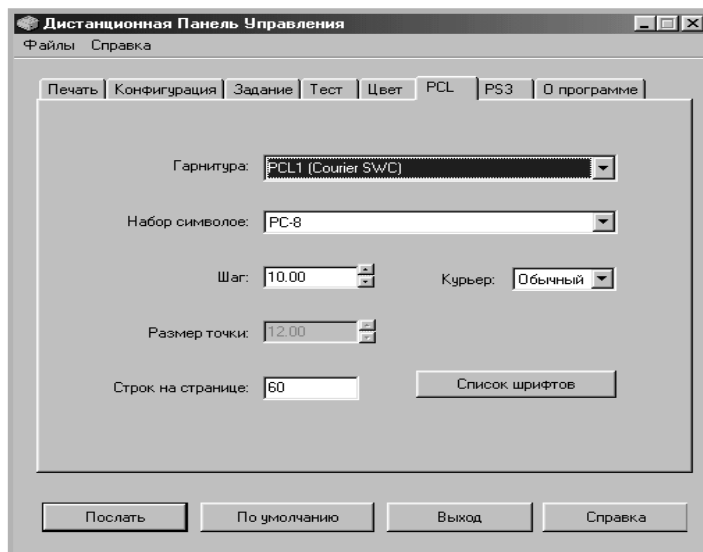 Дистанционная Панель Управления
Файлы Справка
Печать Конфигурация Задание Тест Цвет PCL PS3 О программе
Гарнитура: PCL1 (Courier SWC)
Набор символое: PC-8
Шаг: 10.00 Курьер: Обычный
Размер точки: 12.00
Строк на странице: 60 Список шрифтов
Послать По умолчанию Выход Справка